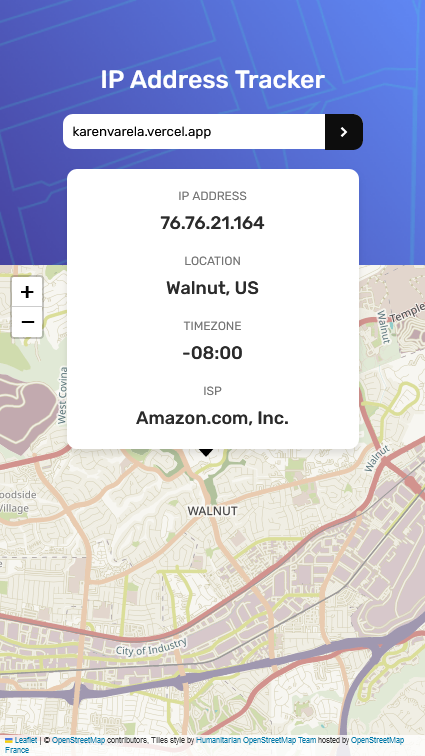 IP Address Tracker
karenvarela.vercel.app
IP ADDRESS
76.76.21.164
LOCATION
Walnut, US
TIMEZONE
-08:00
ISP
Amazon.com, Inc.
+
−
Temple
Walnut
West Covina
Walnut
oodside
Village
WALNUT
City of Industry
Leaflet | © OpenStreetMap contributors, Tiles style by Humanitarian OpenStreetMap Team hosted by OpenStreetMap
France